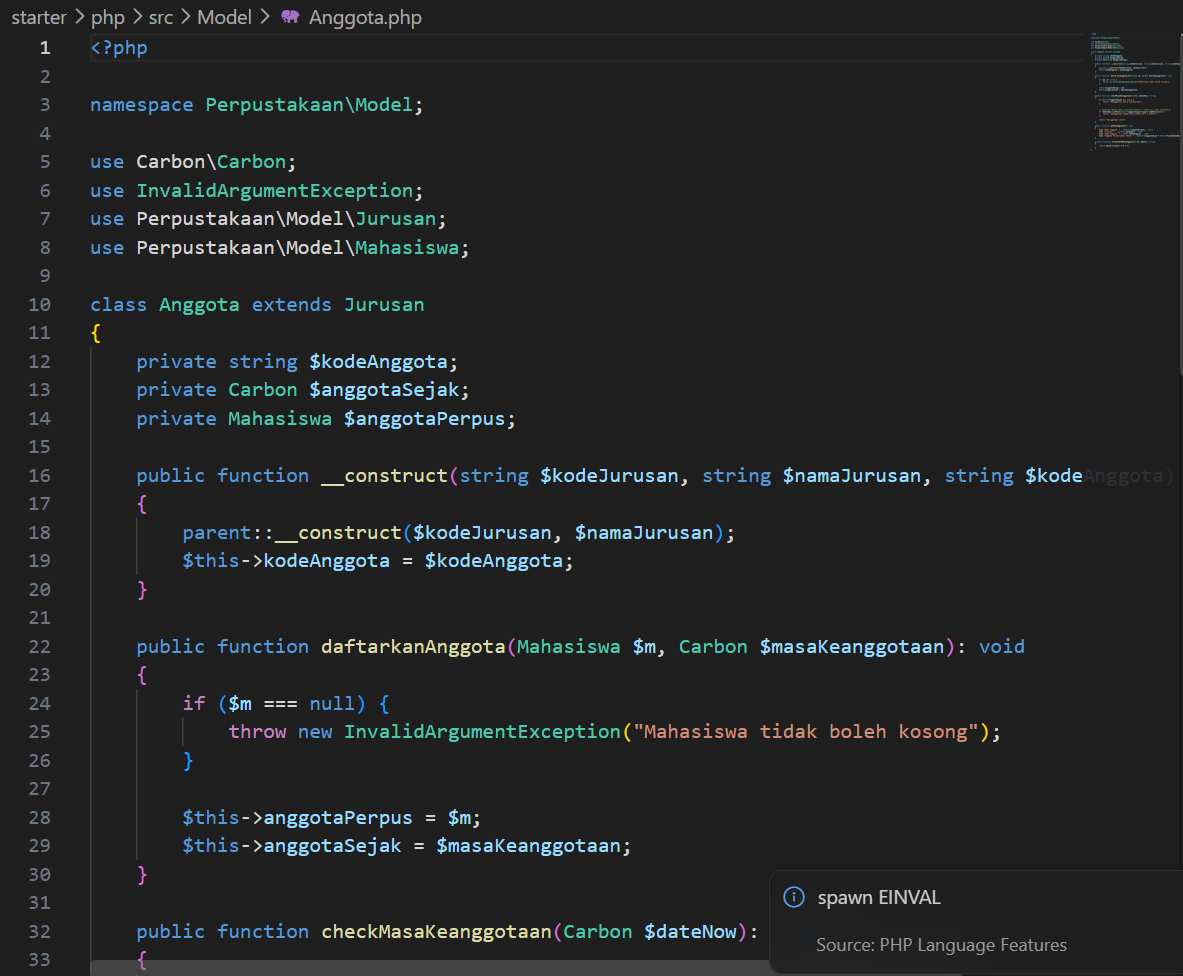 starter > php > src > Model > Anggota.php
1 <?php
2
3 namespace Perpustakaan\Model;
4
5 use Carbon\Carbon;
6 use InvalidArgumentException;
7 use Perpustakaan\Model\Jurusan;
8 use Perpustakaan\Model\Mahasiswa;
9
10 class Anggota extends Jurusan
11 {
12     private string $kodeAnggota;
13     private Carbon $anggotaSejak;
14     private Mahasiswa $anggotaPerpus;
15
16     public function __construct(string $kodeJurusan, string $namaJurusan, string $kodeAnggota)
17     {
18         parent::__construct($kodeJurusan, $namaJurusan);
19         $this->kodeAnggota = $kodeAnggota;
20     }
21
22     public function daftarkanAnggota(Mahasiswa $m, Carbon $masaKeanggotaan): void
23     {
24         if ($m === null) {
25             throw new InvalidArgumentException("Mahasiswa tidak boleh kosong");
26         }
27
28         $this->anggotaPerpus = $m;
29         $this->anggotaSejak = $masaKeanggotaan;
30     }
31
32     public function checkMasaKeanggotaan(Carbon $dateNow):
33     {
spawn EINVAL
Source: PHP Language Features